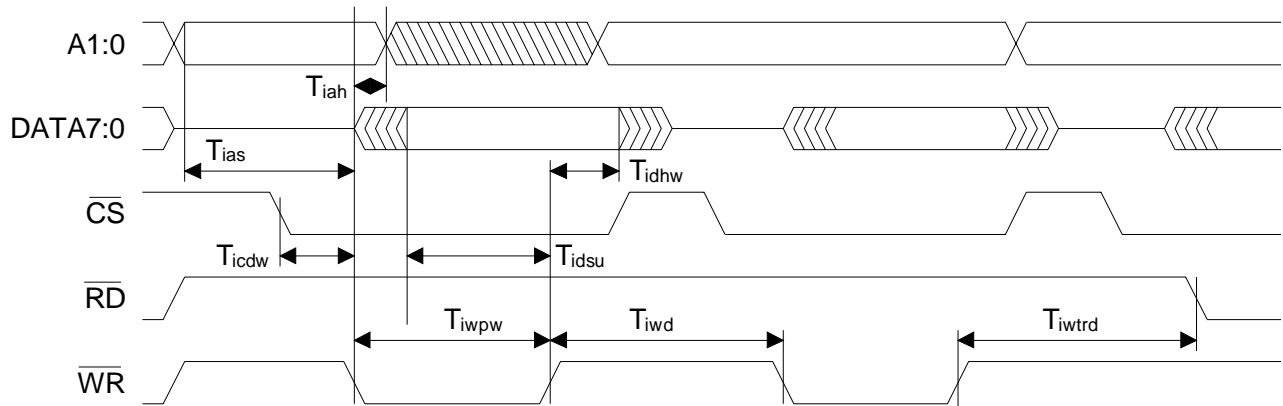 A1:0
Tiah
DATA7:0
Tias
Tidhw
CS
Ticdw
Tidsu
RD
Tiwpw
Tiwd
Tiwtrd
WR